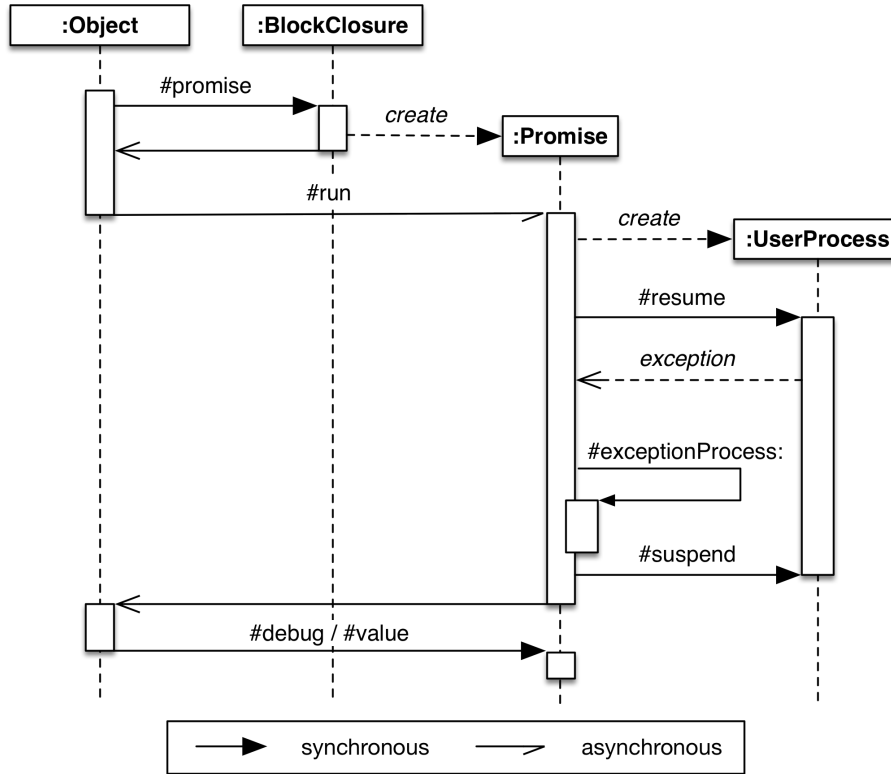 :Object
:BlockClosure
#promise
create
:Promise
#run
create
:UserProcess
#resume
exception
#exceptionProcess:
#suspend
#debug / #value
synchronous
asynchronous